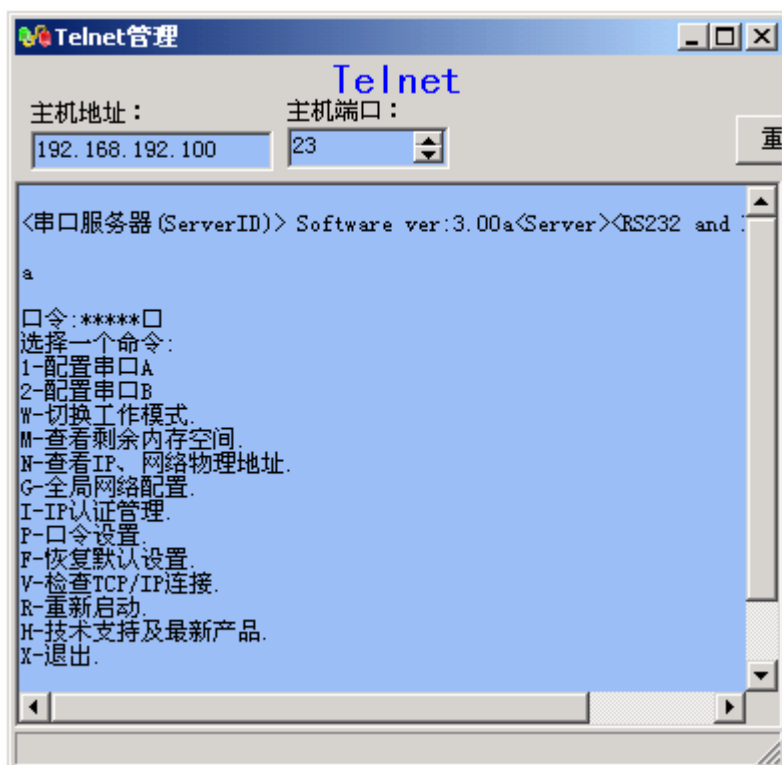 Telnet管理
Telnet
主机地址：
主机端口：
192.168.192.100
23
重
<串口服务器(ServerID)> Software ver:3.00a<Server><RS232 and
a
口令:*****口
选择一个命令:
1-配置串口A
2-配置串口B
W-切换工作模式.
M-查看剩余内存空间.
N-查看IP、网络物理地址.
G-全局网络配置.
I-IP认证管理.
P-口令设置.
F-恢复默认设置.
V-检查TCP/IP连接.
R-重新启动.
H-技术支持及最新产品.
X-退出.